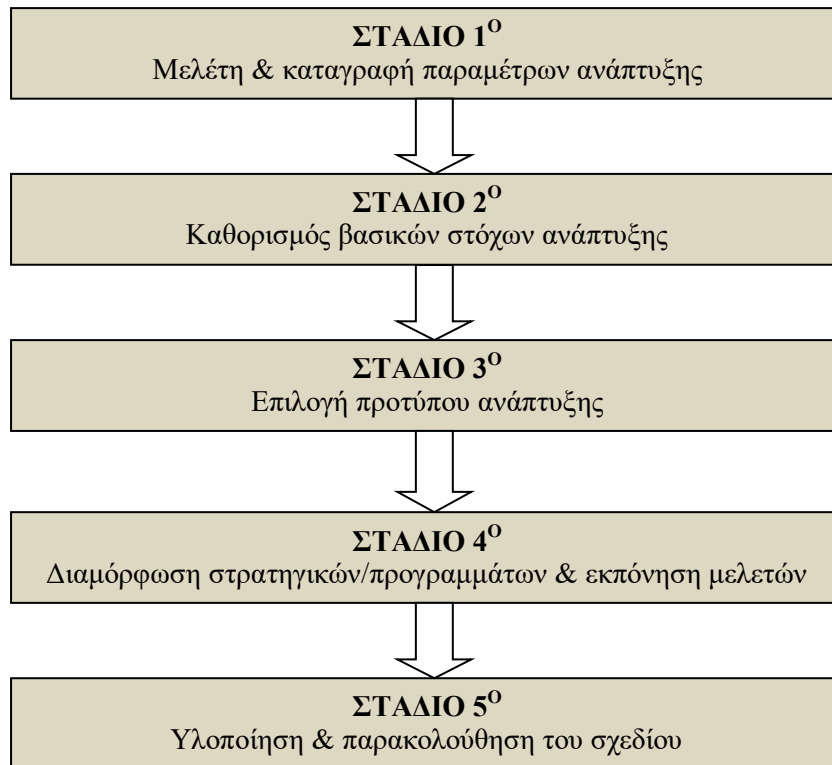 ΣΤΑΔΙΟ 1Ο
Μελέτη & καταγραφή παραμέτρων ανάπτυξης
ΣΤΑΔΙΟ 2Ο
Καθορισμός βασικών στόχων ανάπτυξης
ΣΤΑΔΙΟ 3Ο
Επιλογή προτύπου ανάπτυξης
ΣΤΑΔΙΟ 4Ο
Διαμόρφωση στρατηγικών/προγραμμάτων & εκπόνηση μελετών
ΣΤΑΔΙΟ 5Ο
Υλοποίηση & παρακολούθηση του σχεδίου